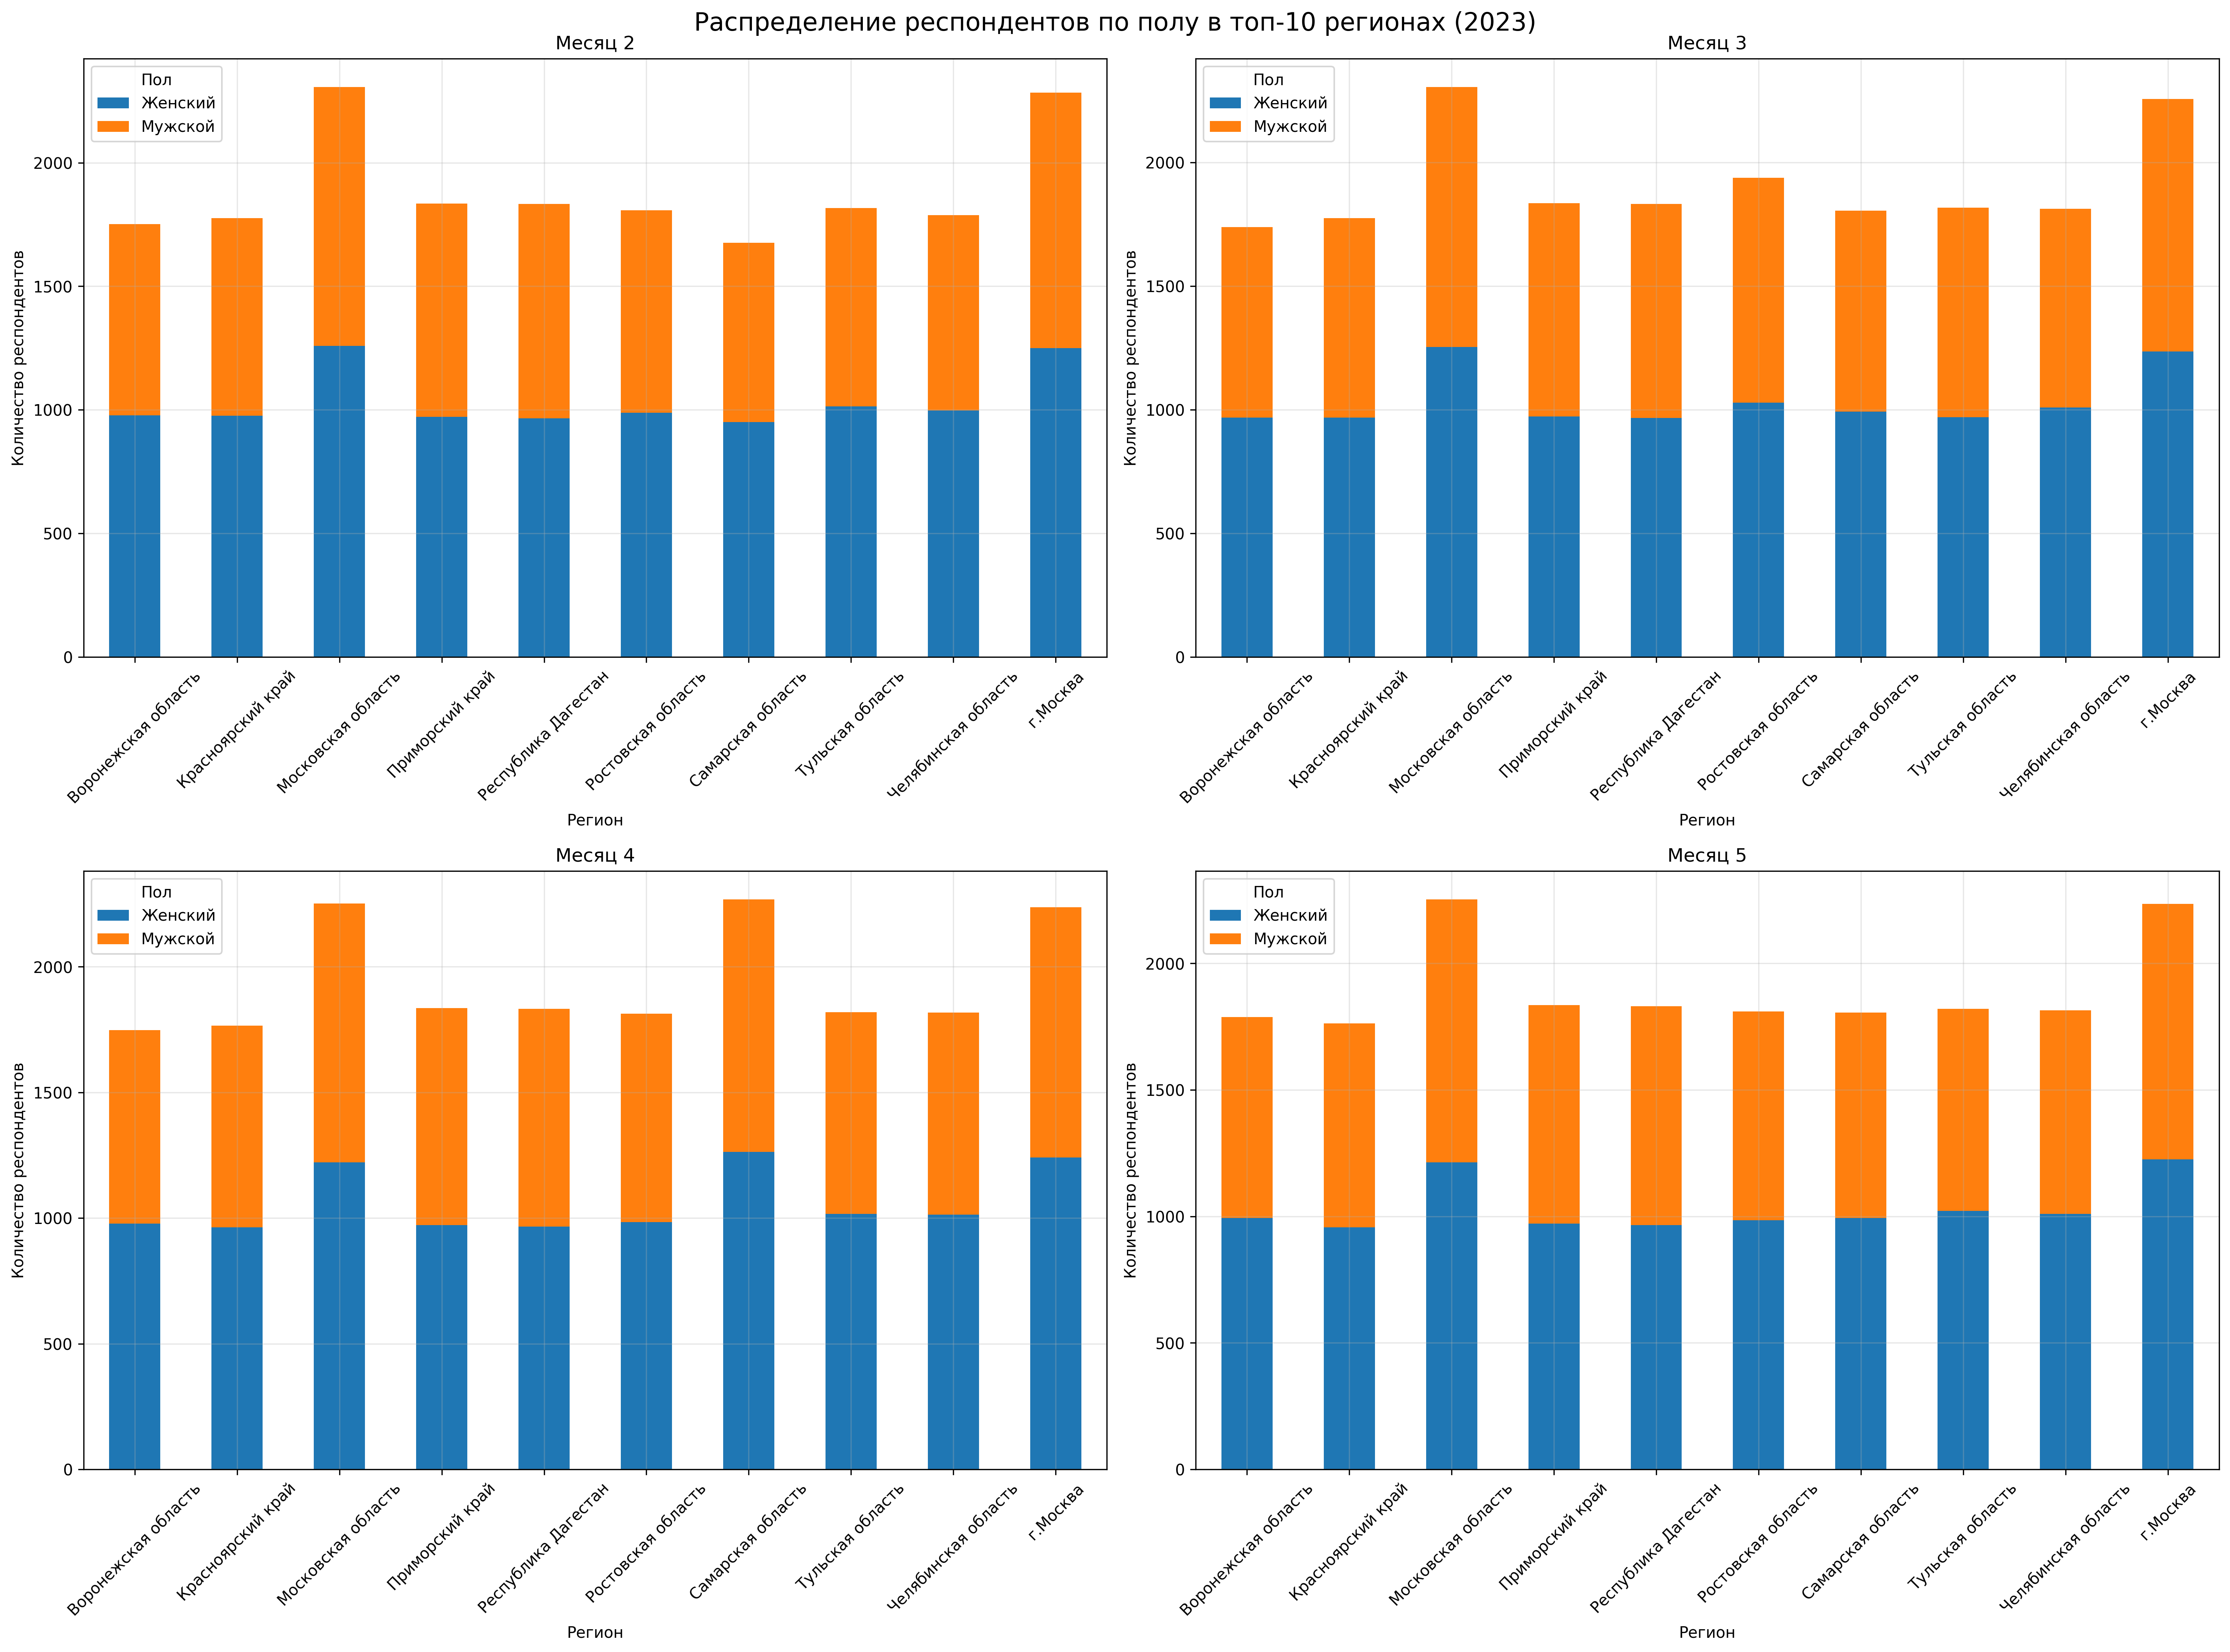 Распределение респондентов по полу в топ-10 регионах (2023)
Месяц 2
Пол
Женский
Мужской
Количество респондентов
2000
1500
1000
500
0
Воронежская область
Красноярский край
Московская область
Приморский край
Республика Дагестан
Ростовская область
Самарская область
Тульская область
Челябинская область
г.Москва
Регион
Месяц 3
Пол
Женский
Мужской
Количество респондентов
2000
1500
1000
500
0
Воронежская область
Красноярский край
Московская область
Приморский край
Республика Дагестан
Ростовская область
Самарская область
Тульская область
Челябинская область
г.Москва
Регион
Месяц 4
Пол
Женский
Мужской
Количество респондентов
2000
1500
1000
500
0
Воронежская область
Красноярский край
Московская область
Приморский край
Республика Дагестан
Ростовская область
Самарская область
Тульская область
Челябинская область
г.Москва
Регион
Месяц 5
Пол
Женский
Мужской
Количество респондентов
2000
1500
1000
500
0
Воронежская область
Красноярский край
Московская область
Приморский край
Республика Дагестан
Ростовская область
Самарская область
Тульская область
Челябинская область
г.Москва
Регион